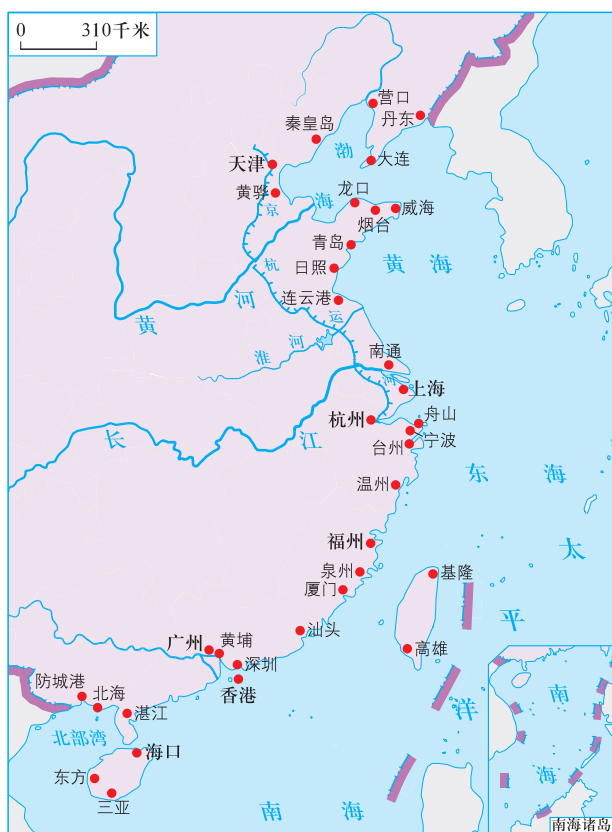 0 310千米
营口
丹东
秦皇岛
渤
大连
天津
黄骅
京
海
龙口
烟台
威海
青岛
黄海
日照
杭
连云港
黄河
运
淮河
南通
河
上海
杭州
舟山
宁波
台州
长江
东海
温州
福州
太
泉州
基隆
厦门
平
汕头
广州
黄埔
高雄
深圳
香港
防城港
北海
湛江
洋
南
北部湾
海口
东方
海
三亚
南海
南海诸岛